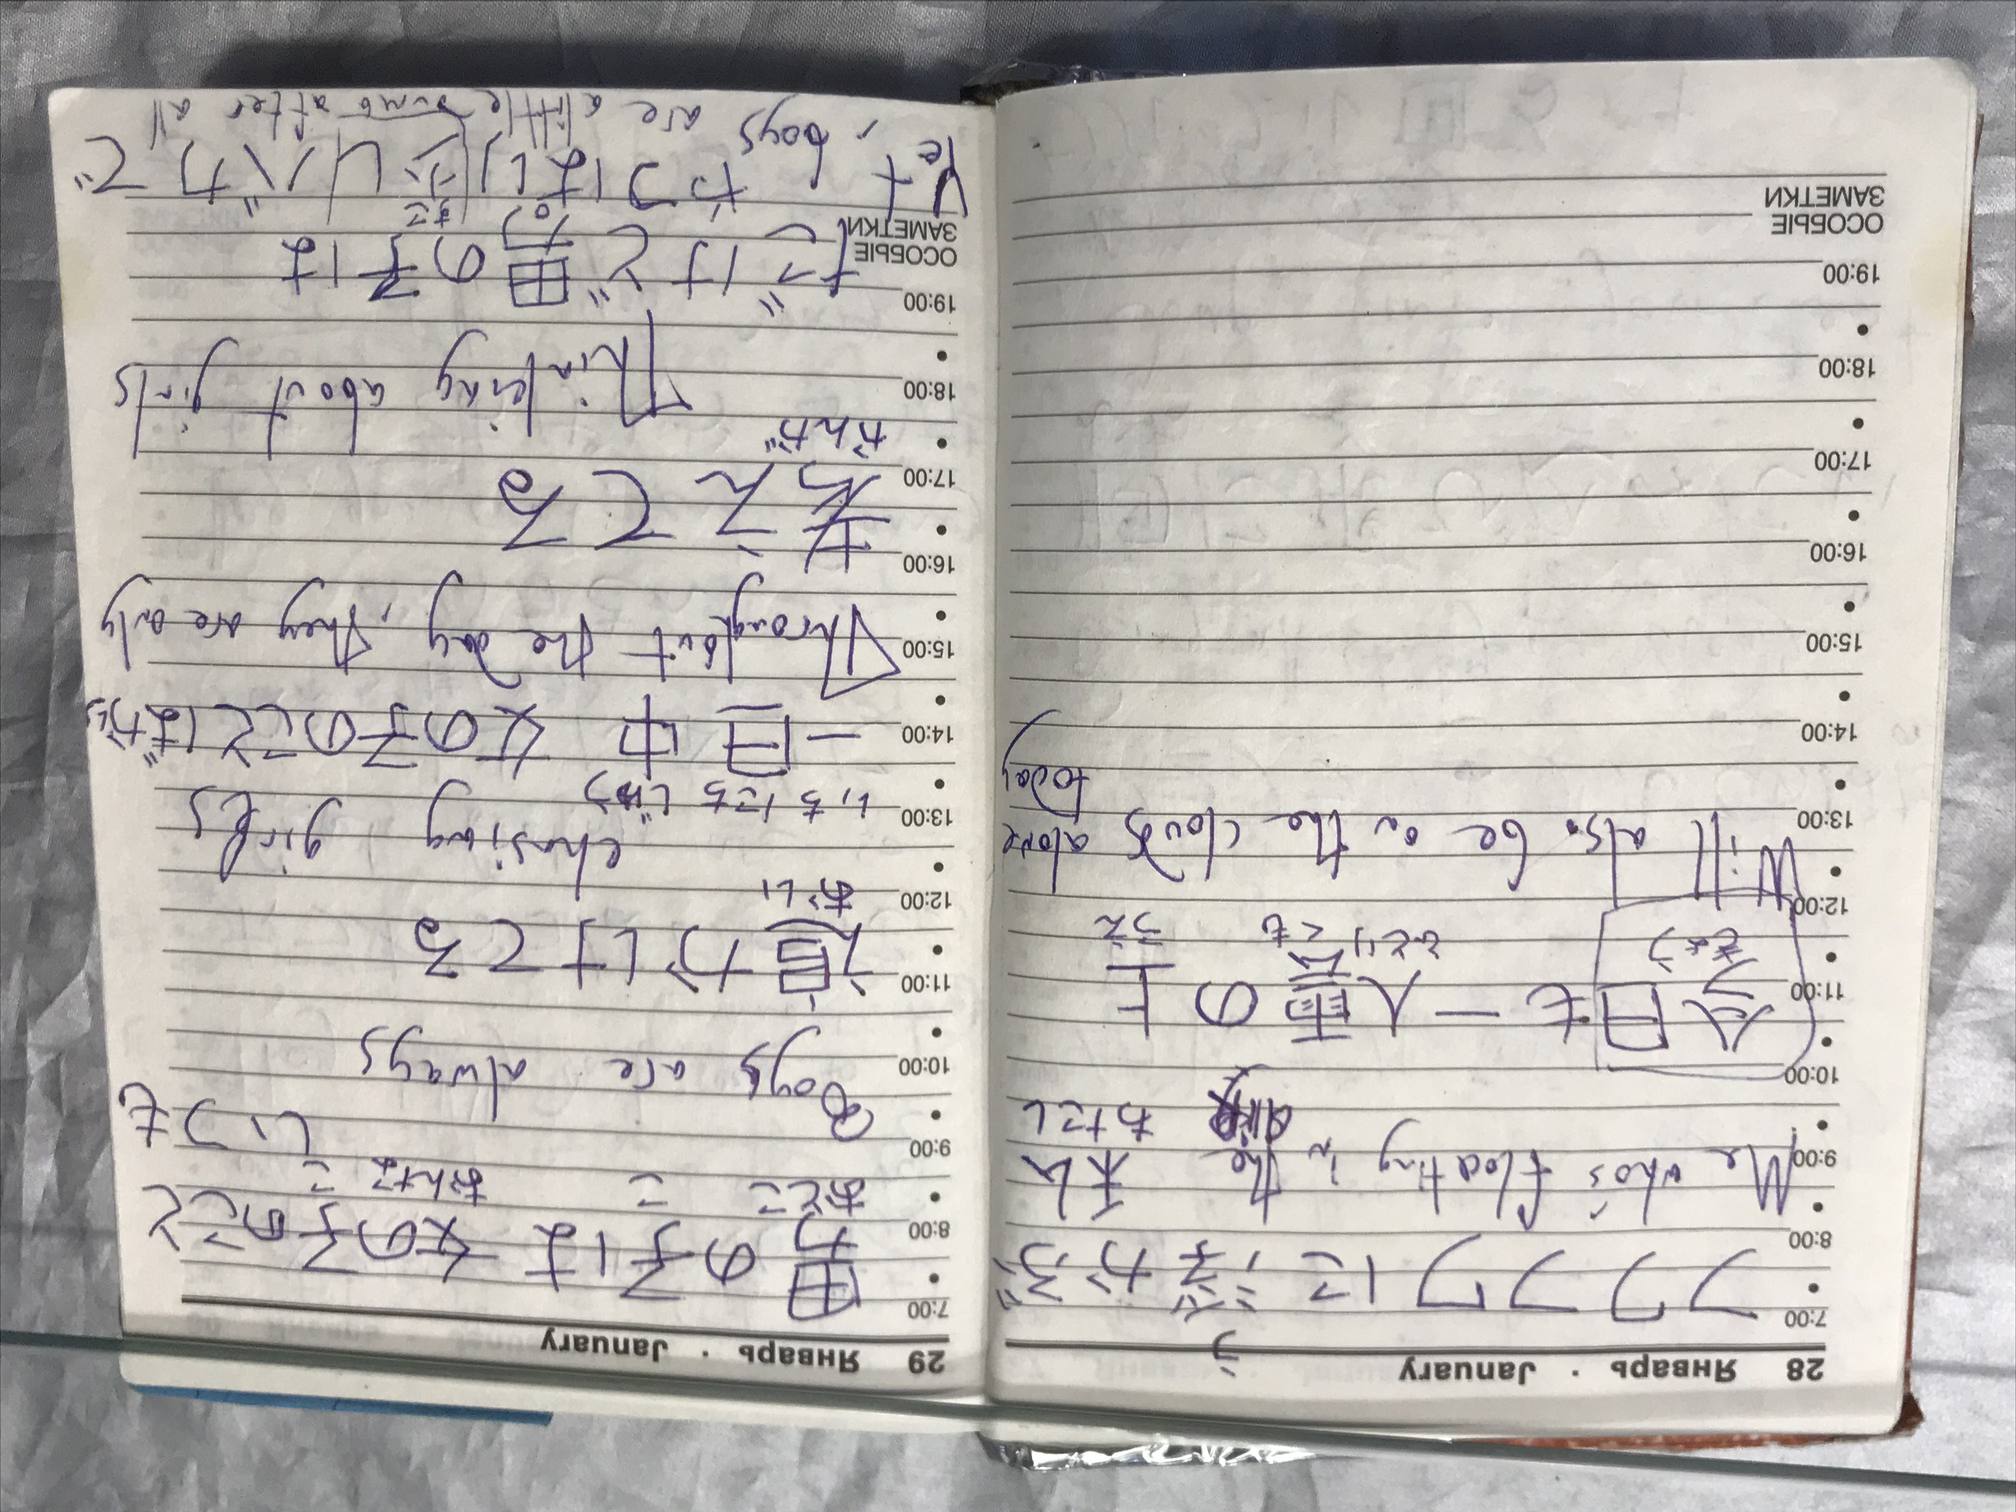 28 Январь · January
う
7:00 フワフワに浮かぶ
8:00
Me who's floating in the sky 私
9:00 わたし
10:00
今日も一人雲の上
11:00 きょう ひとり くも うえ
12:00
Will also be on the clouds alone
13:00 today
14:00
15:00
16:00
17:00
18:00
19:00
ОСОБЫЕ
ЗАМЕТКИ
29 Январь · January
7:00 男の子は女の子のこと
8:00 おとこ こ おんな こ
9:00 いつも
Boys are always
10:00
11:00 追かけてる
おい
12:00
chasing girls
13:00 いち にち じゅう
14:00 一日中 女の子のことばかり
15:00 Throughout the day, they are only
16:00
考えてる
17:00 かんが
18:00 Thinking about girls
19:00 だけど男の子は
ОСОБЫЕ
ЗАМЕТКИ
すこ
やっぱり少しバカで
Yet, boys are a little dumb after all